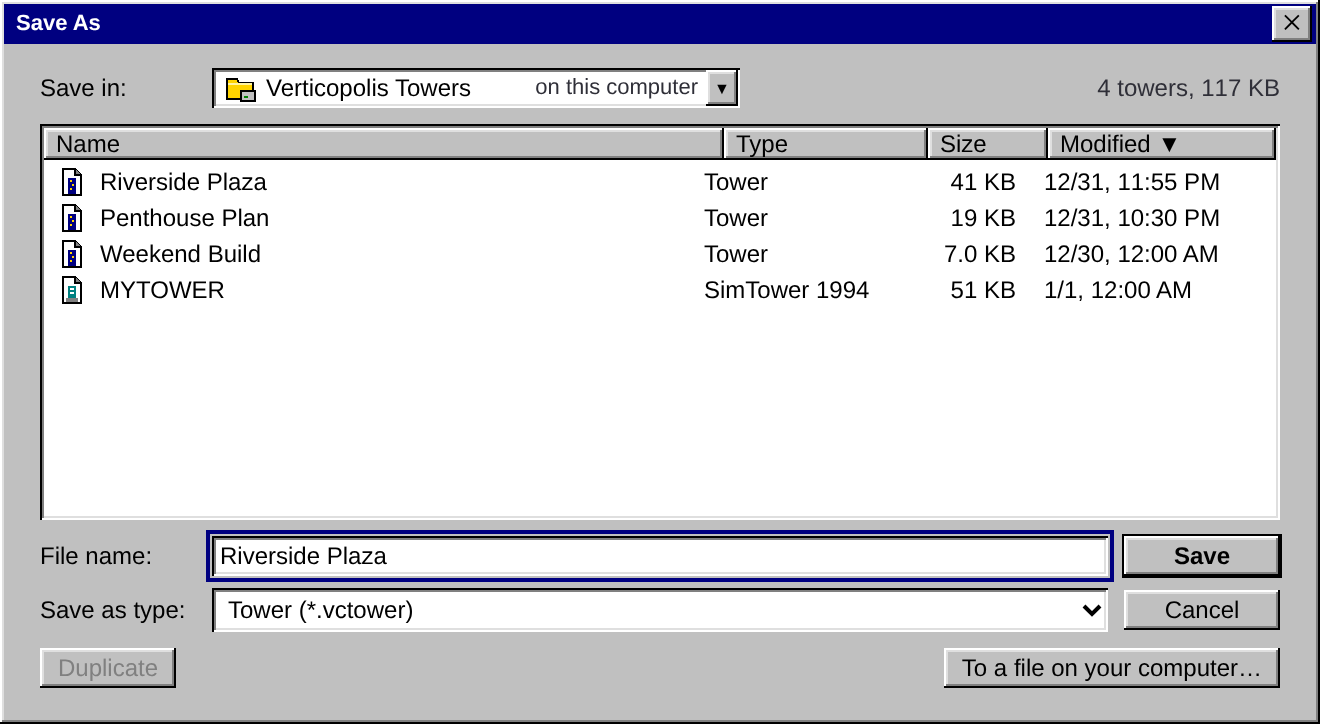 Save As
Save in: Verticopolis Towers on this computer ▼ 4 towers, 117 KB
Name Type Size Modified ▼
Riverside Plaza Tower 41 KB 12/31, 11:55 PM
Penthouse Plan Tower 19 KB 12/31, 10:30 PM
Weekend Build Tower 7.0 KB 12/30, 12:00 AM
MYTOWER SimTower 1994 51 KB 1/1, 12:00 AM
File name: Riverside Plaza Save
Save as type: Tower (*.vctower) Cancel
Duplicate To a file on your computer…